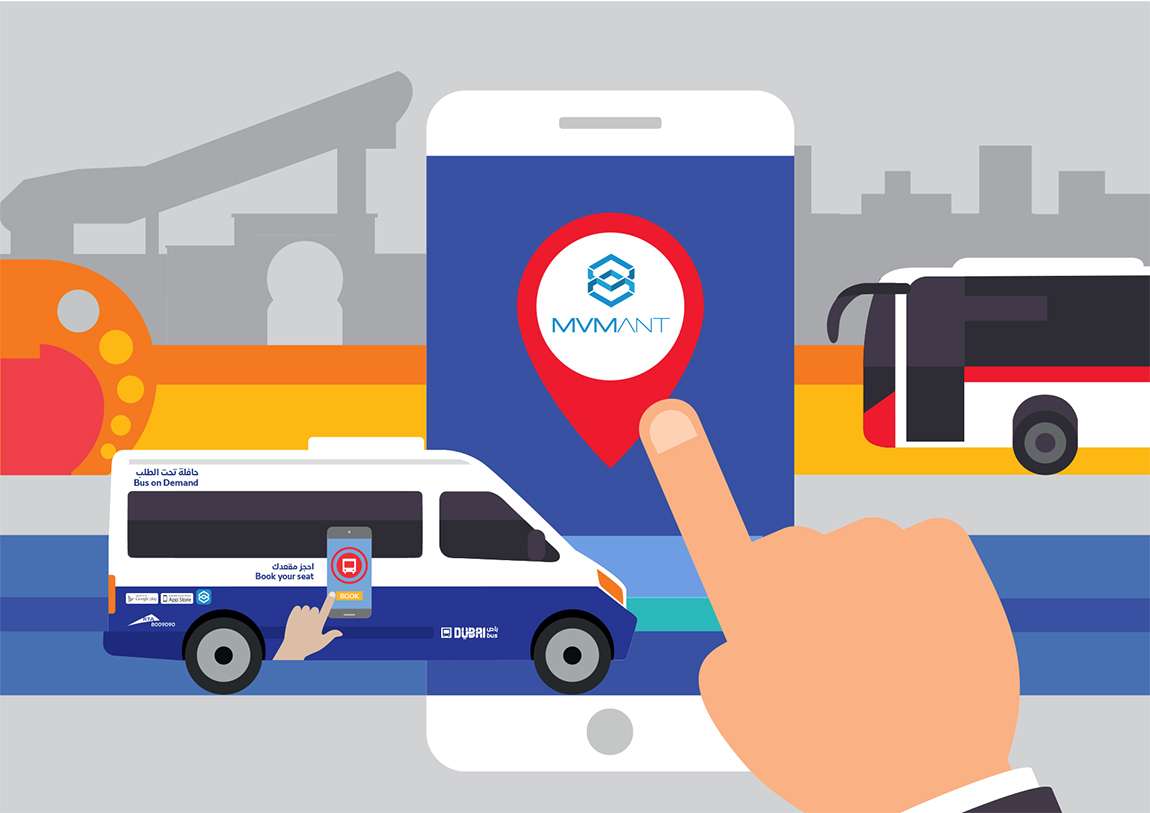 MVMANT
حافلة تحت الطلب
Bus on Demand
احجز مقعدك
Book your seat
BOOK
Google play
App Store
RTA
8009090
DUBAI باص
bus